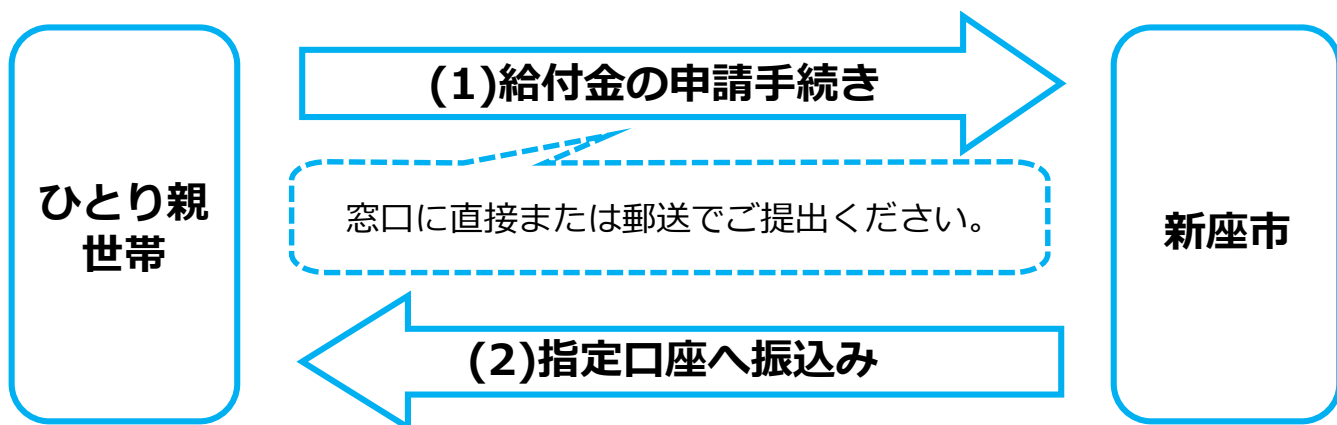 ひとり親
世帯
(1)給付金の申請手続き
窓口に直接または郵送でご提出ください。
(2)指定口座へ振込み
新座市